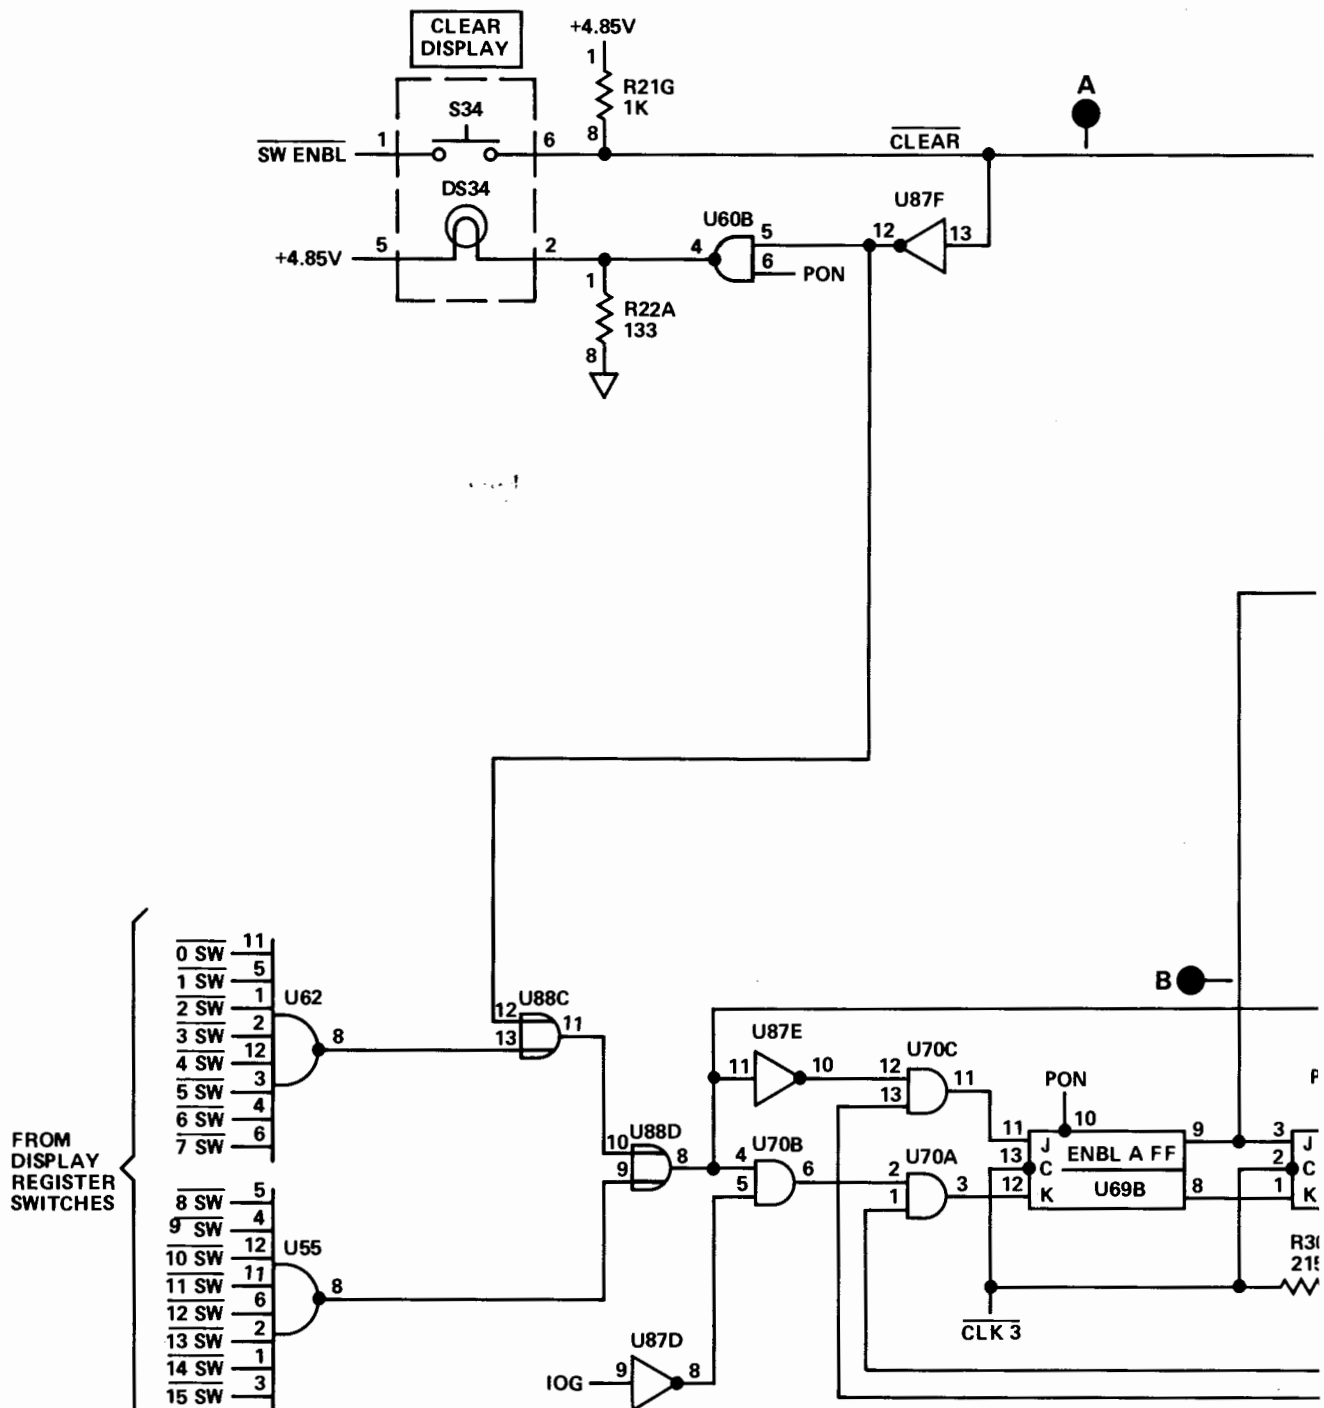 CLEAR
DISPLAY
+4.85V
1
R21G
1K
8
A
S34
SW ENBL
1
6
CLEAR
DS34
U87F
U60B
+4.85V
5
2
4
5
6
PON
12
13
1
R22A
133
8
B
FROM
DISPLAY
REGISTER
SWITCHES
0 SW 11
1 SW 5
2 SW 1
3 SW 2
4 SW 12
5 SW 3
6 SW 4
7 SW 6
U62
8
8 SW 5
9 SW 4
10 SW 12
11 SW 11
12 SW 6
13 SW 2
14 SW 1
15 SW 3
U55
8
U88C
12
13
11
U88D
10
9
8
U87E
11
10
U70C
12
13
11
U70B
4
5
6
U70A
2
1
3
IOG
9
U87D
8
PON
10
11
J
13
C
12
K
ENBL A FF
U69B
9
8
CLK 3
P
3
J
2
C
1
K
R30
215